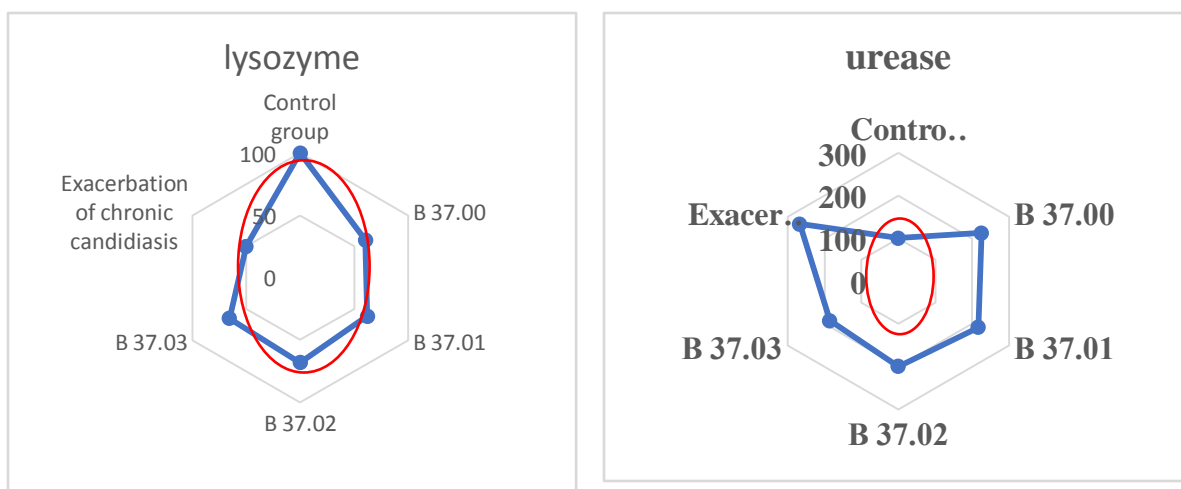 lysozyme
Control
group
100
50
0
Exacerbation
of chronic
candidiasis
B 37.00
B 37.01
B 37.02
B 37.03
urease
Contro..
300
200
100
0
Exacer..
B 37.00
B 37.01
B 37.02
B 37.03